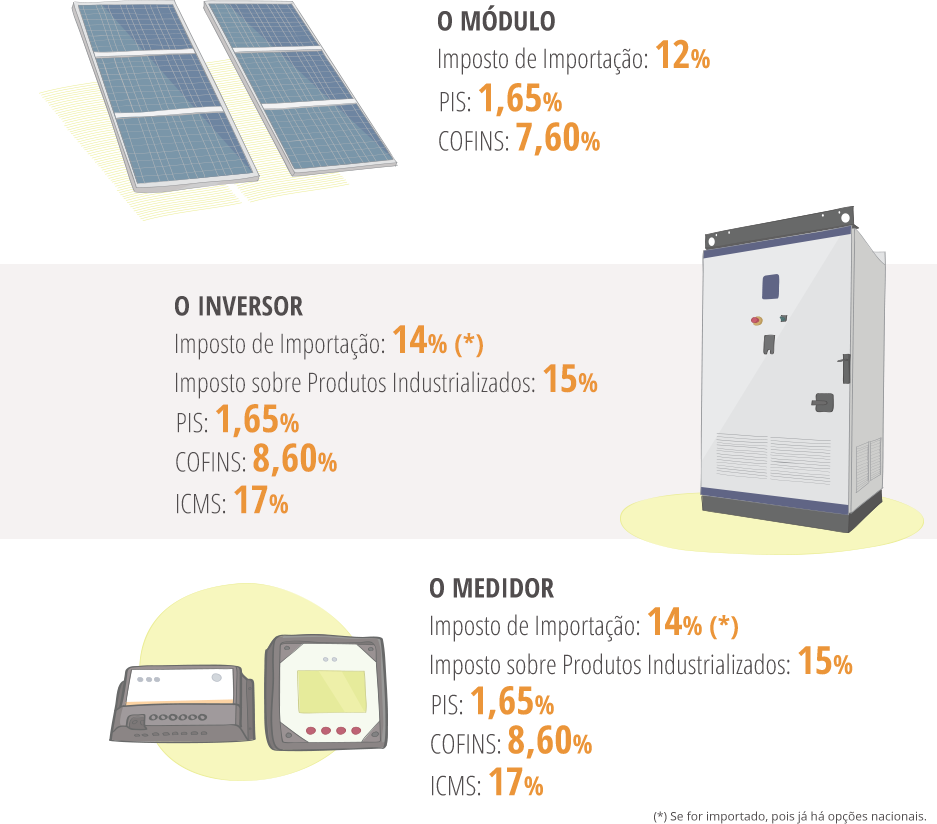 O MÓDULO
Imposto de Importação: 12%
PIS: 1,65%
COFINS: 7,60%
O INVERSOR
Imposto de Importação: 14% (*)
Imposto sobre Produtos Industrializados: 15%
PIS: 1,65%
COFINS: 8,60%
ICMS: 17%
O MEDIDOR
Imposto de Importação: 14% (*)
Imposto sobre Produtos Industrializados: 15%
PIS: 1,65%
COFINS: 8,60%
ICMS: 17%
(*) Se for importado, pois já há opções nacionais.